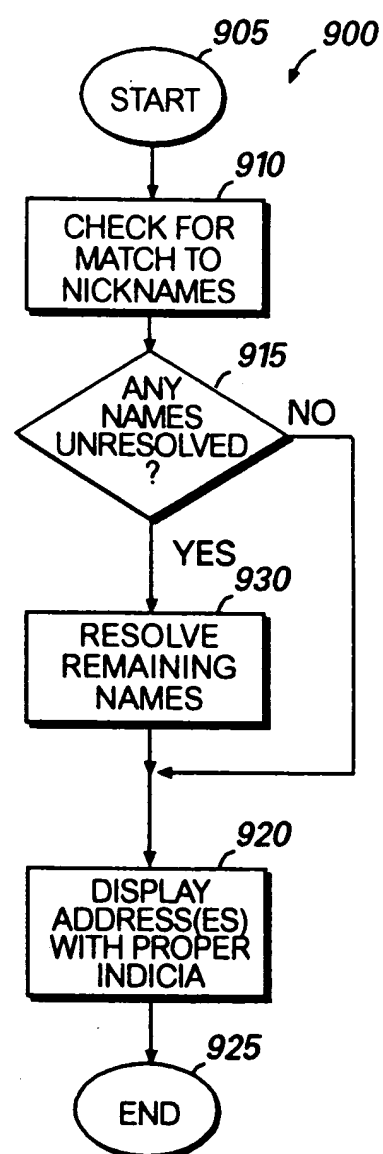 905
900
START
910
CHECK FOR
MATCH TO
NICKNAMES
915
ANY
NAMES
UNRESOLVED
?
NO
YES
930
RESOLVE
REMAINING
NAMES
920
DISPLAY
ADDRESS(ES)
WITH PROPER
INDICIA
925
END